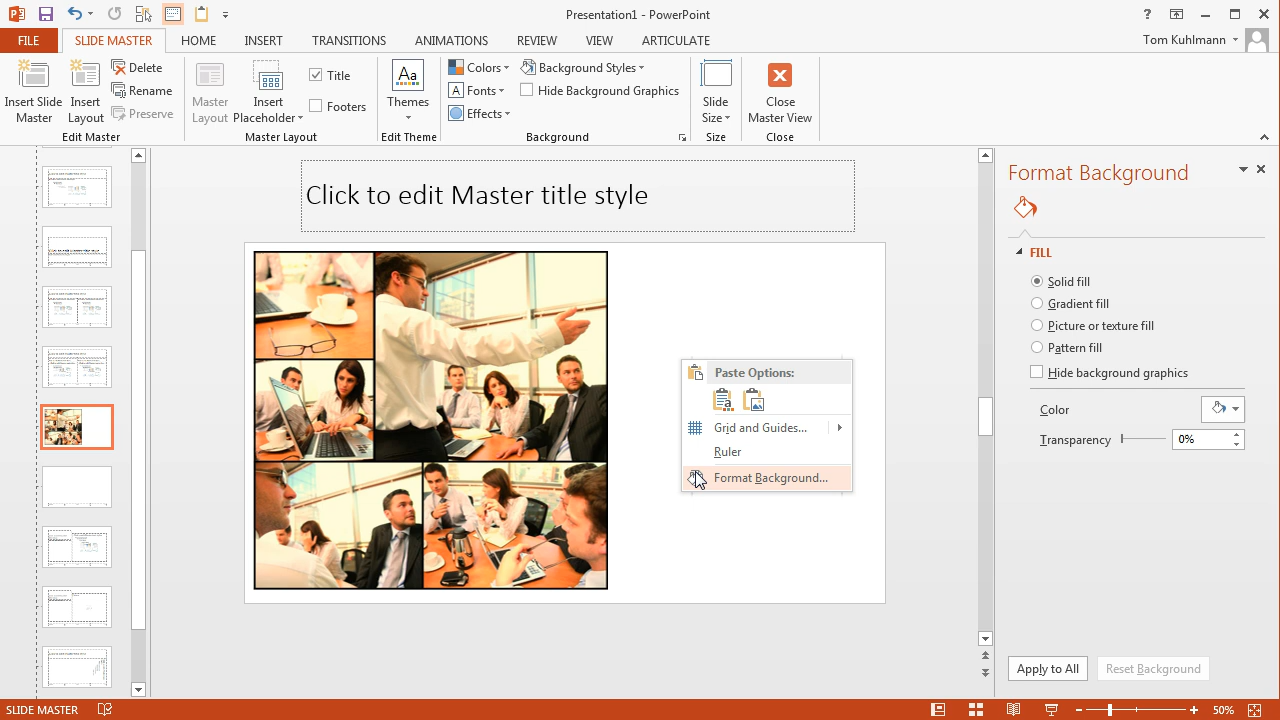 Presentation1 - PowerPoint
FILE SLIDE MASTER HOME INSERT TRANSITIONS ANIMATIONS REVIEW VIEW ARTICULATE Tom Kuhlmann
Insert Slide Master
Insert Layout
Delete
Rename
Preserve
Edit Master
Master Layout
Insert Placeholder
Title
Footers
Master Layout
Aa
Themes
Edit Theme
Colors
A Fonts
Effects
Background Styles
Hide Background Graphics
Background
Slide Size
Size
Close Master View
Close
Click to edit Master title style
Paste Options:
Grid and Guides...
Ruler
Format Background...
Format Background
FILL
Solid fill
Gradient fill
Picture or texture fill
Pattern fill
Hide background graphics
Color
Transparency 0%
Apply to All Reset Background
SLIDE MASTER 50%